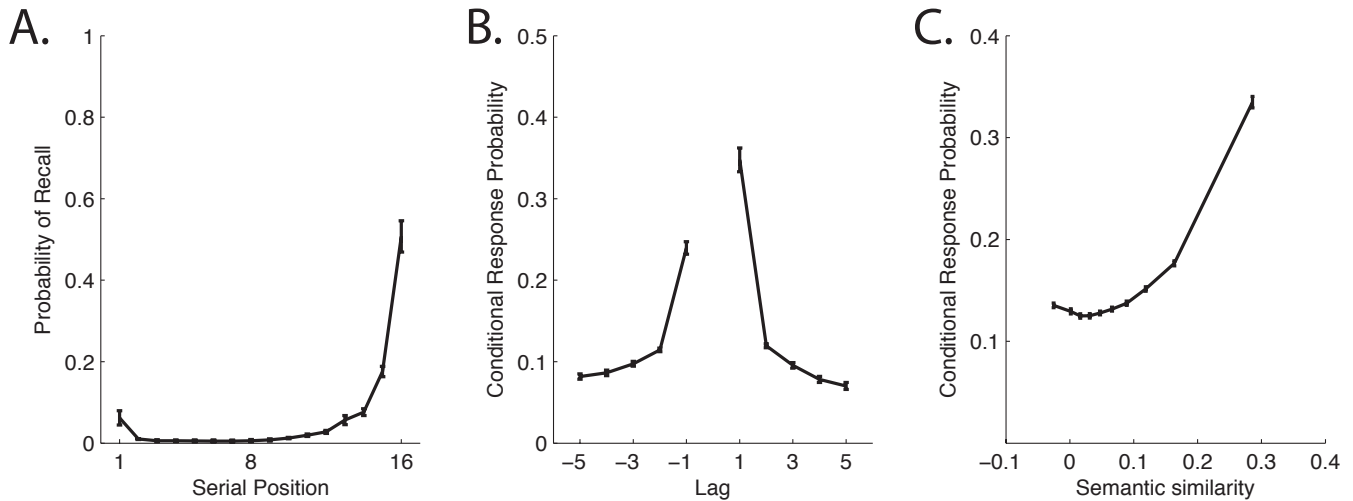 A.
1
0.8
0.6
0.4
0.2
0
Probability of Recall
1 8 16
Serial Position
B.
0.5
0.4
0.3
0.2
0.1
0
Conditional Response Probability
−5 −3 −1 1 3 5
Lag
C.
0.4
0.3
0.2
0.1
Conditional Response Probability
−0.1 0 0.1 0.2 0.3 0.4
Semantic similarity